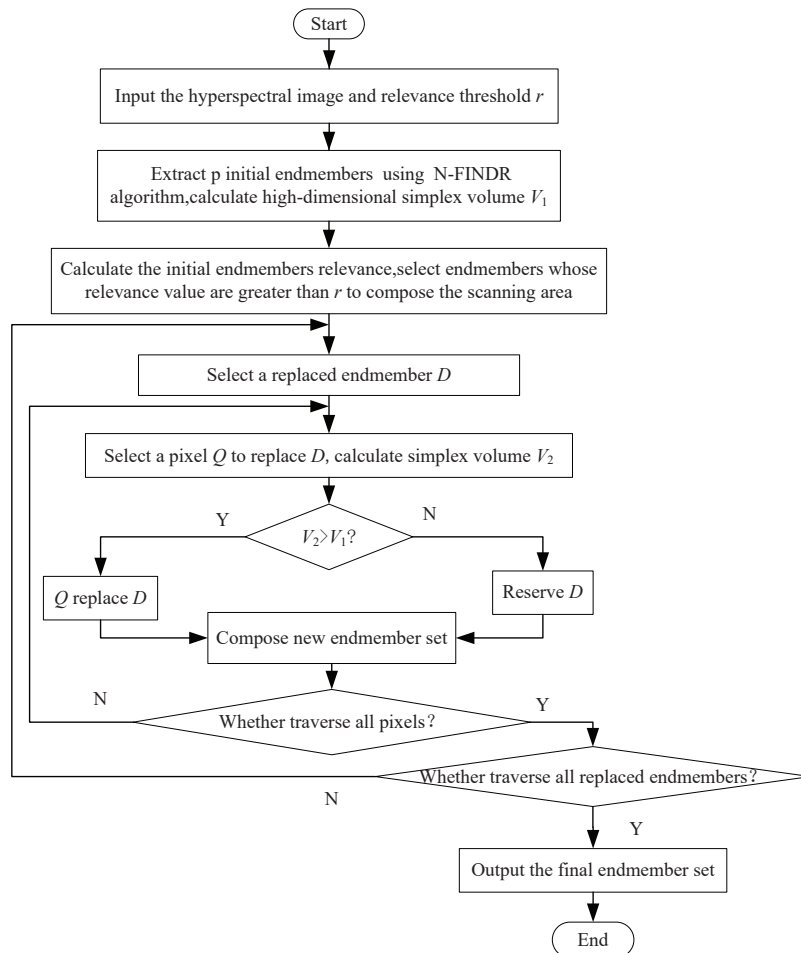 Start
Input the hyperspectral image and relevance threshold r
Extract p initial endmembers using N-FINDR
algorithm,calculate high-dimensional simplex volume V1
Calculate the initial endmembers relevance,select endmembers whose
relevance value are greater than r to compose the scanning area
Select a replaced endmember D
Select a pixel Q to replace D, calculate simplex volume V2
Y
V2>V1?
N
Q replace D
Reserve D
Compose new endmember set
N
Whether traverse all pixels?
Y
Whether traverse all replaced endmembers?
N
Y
Output the final endmember set
End